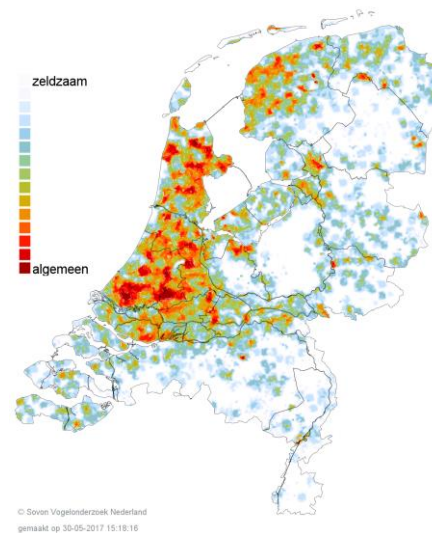 zeldzaam
algemeen
© Sovon Vogelonderzoek Nederland
gemaakt op 30-05-2017 15:18:16